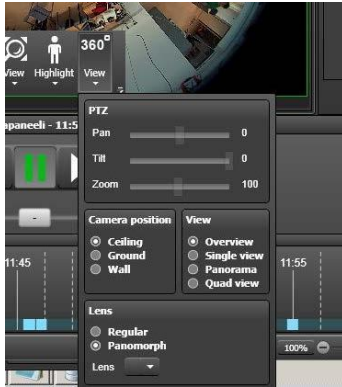 360°
View
Highlight
View
apaneeli - 11:5
PTZ
Pan 0
Tilt 0
Zoom 100
-
Camera position
Ceiling
Ground
Wall
View
Overview
Single view
Panorama
Quad view
11:45
11:55
Lens
Regular
Panomorph
Lens
100%